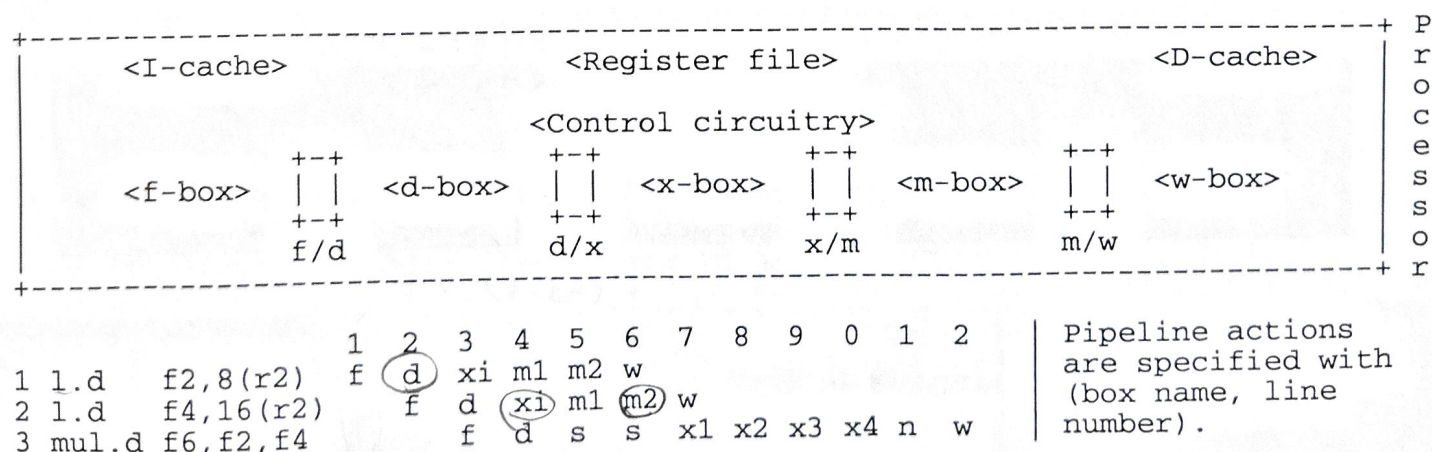 +---------------------------------------------------------------+ P
| <I-cache> <Register file> <D-cache> | r
| | o
| <Control circuitry> | c
| +-+ +-+ +-+ +-+ | e
| <f-box> | | <d-box> | | <x-box> | | <m-box> | | <w-box> | s
| +-+ +-+ +-+ +-+ | s
| f/d d/x x/m m/w | o
+---------------------------------------------------------------+ r
1 2 3 4 5 6 7 8 9 0 1 2 | Pipeline actions
1 l.d f2,8(r2) f d xi m1 m2 w | are specified with
2 l.d f4,16(r2) f d xi m1 m2 w | (box name, line
3 mul.d f6,f2,f4 f d s s x1 x2 x3 x4 n w | number).